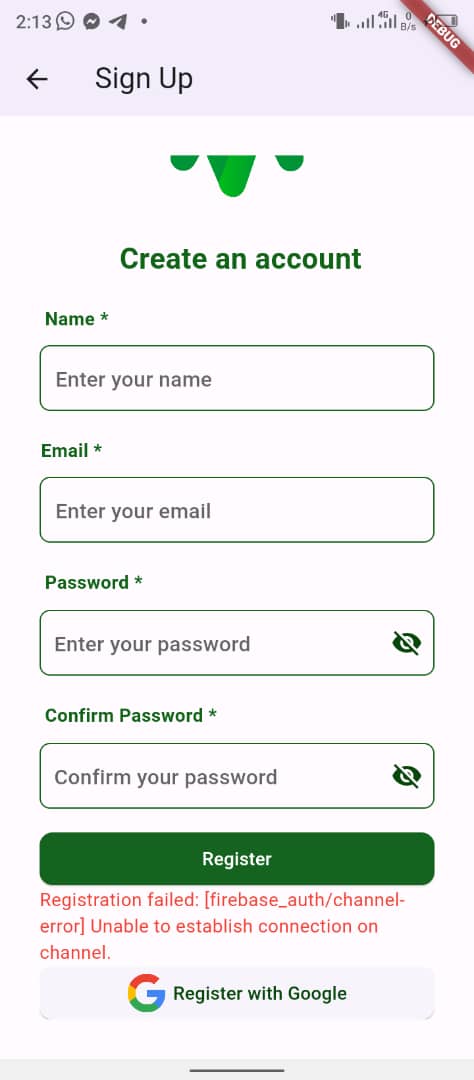 2:13
4G
0
B/s
DEBUG
Sign Up
Create an account
Name *
Enter your name
Email *
Enter your email
Password *
Enter your password
Confirm Password *
Confirm your password
Register
Registration failed: [firebase_auth/channel-
error] Unable to establish connection on
channel.
Register with Google